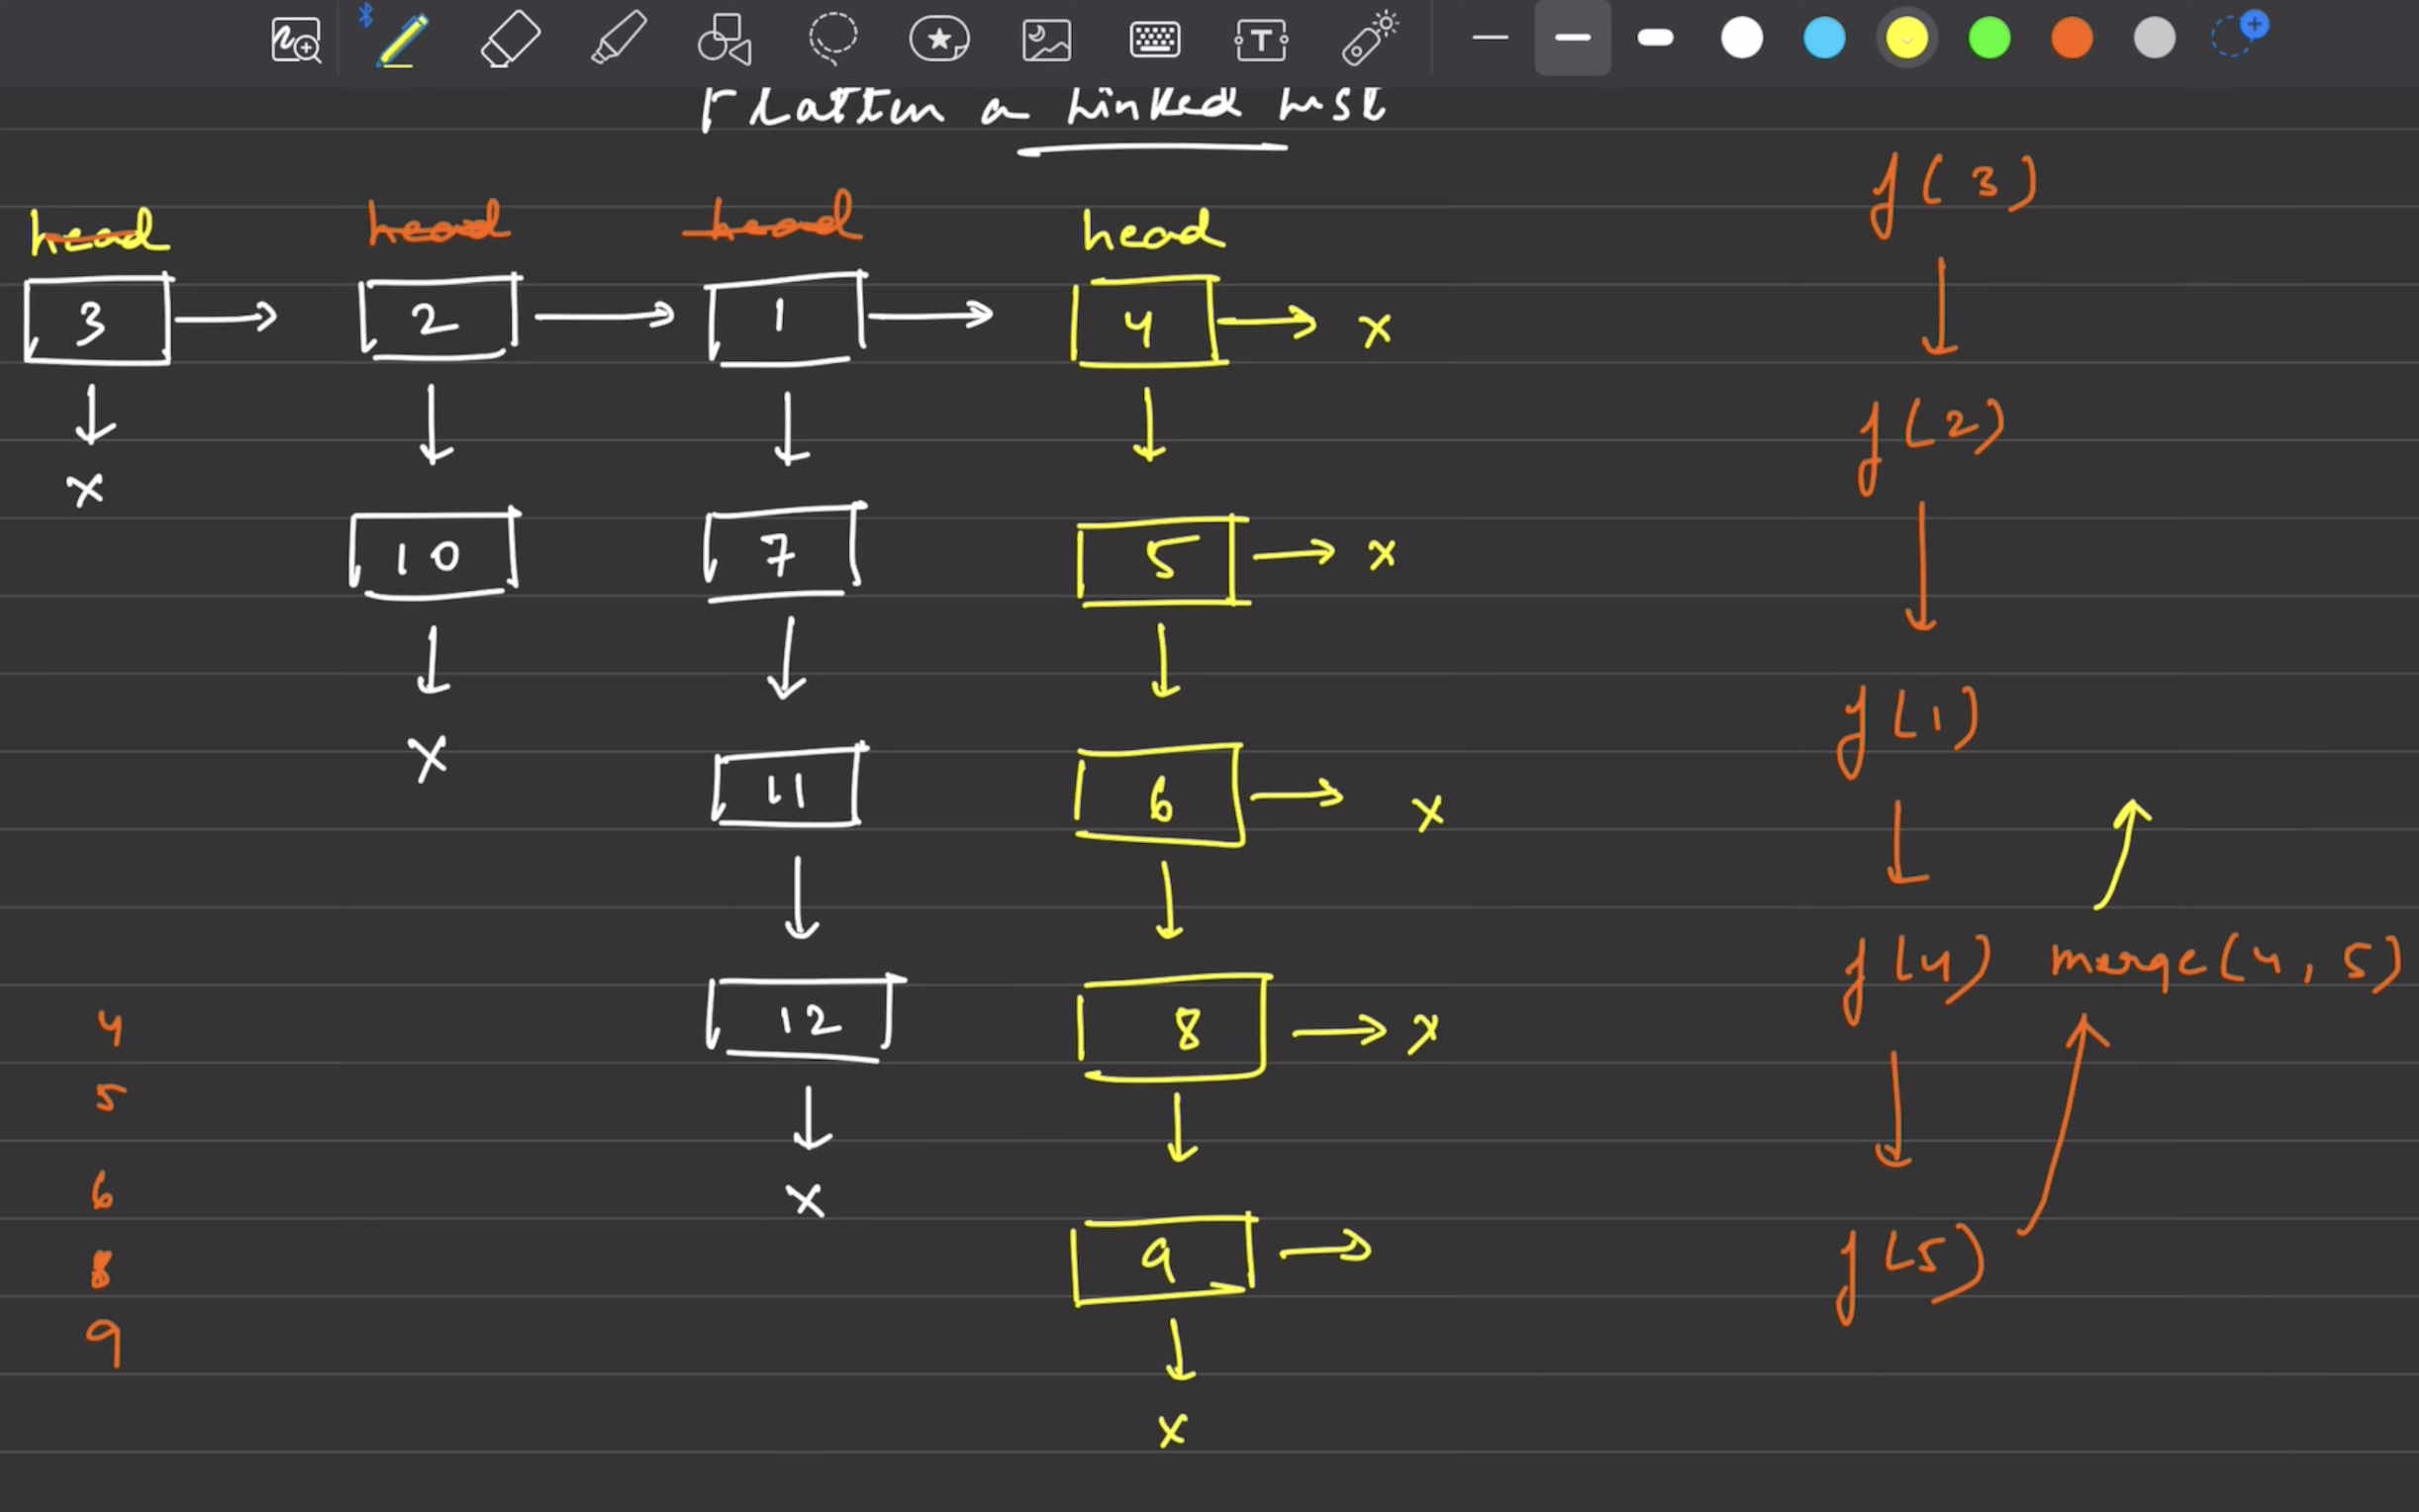 Flatten a Linked List
head head head head
3 → 2 → 1 → 4 → x
x
10 7 5 → x
x 11 6 → x
12 8 → x
x
9 →
x
4
5
6
8
9
f(3)
f(2)
f(1)
f(4) merge(4, 5)
f(5)